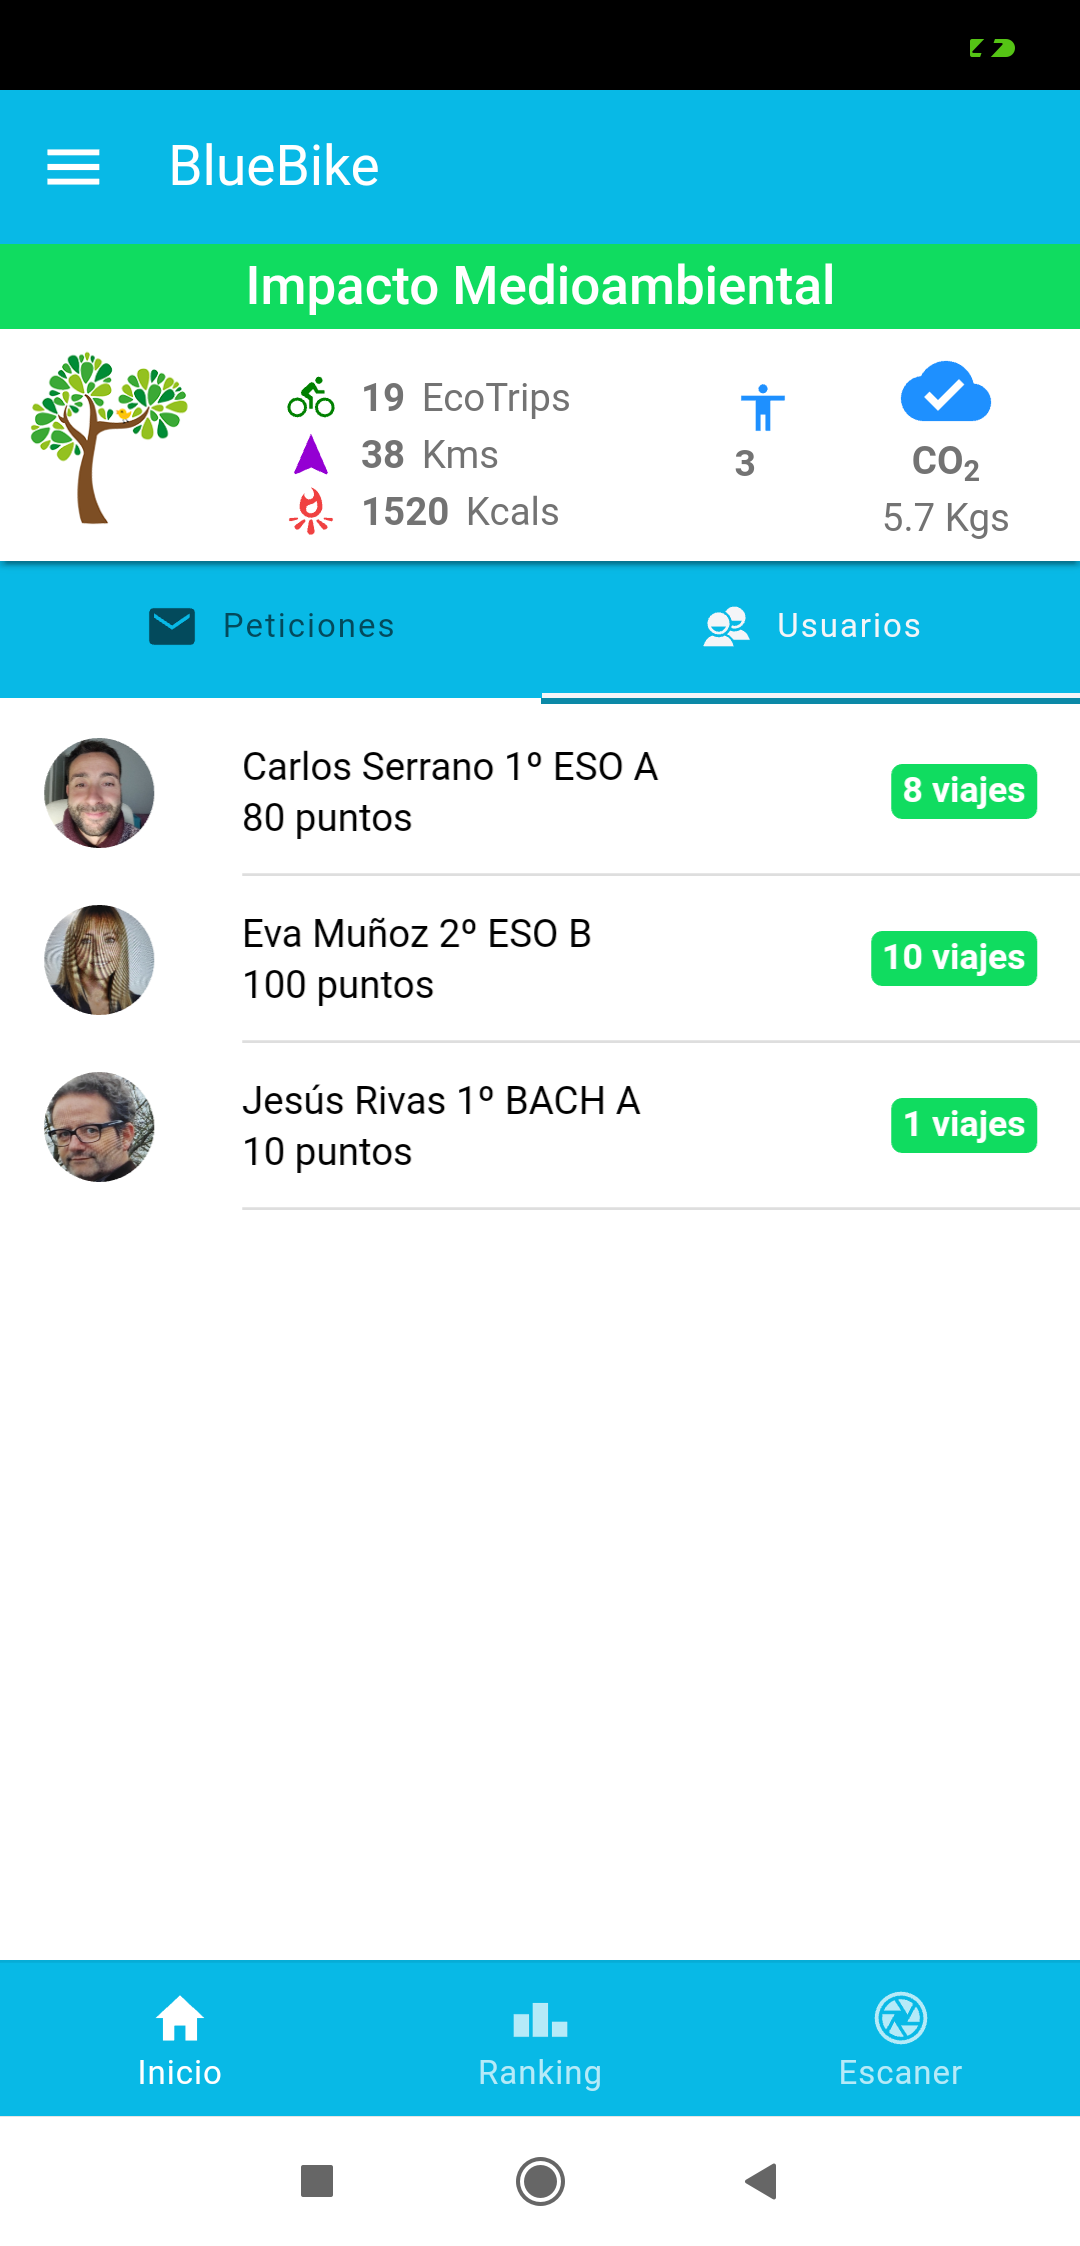 BlueBike
Impacto Medioambiental
19 EcoTrips
38 Kms
1520 Kcals
3
CO₂
5.7 Kgs
Peticiones
Usuarios
Carlos Serrano 1º ESO A
80 puntos
8 viajes
Eva Muñoz 2º ESO B
100 puntos
10 viajes
Jesús Rivas 1º BACH A
10 puntos
1 viajes
Inicio
Ranking
Escaner